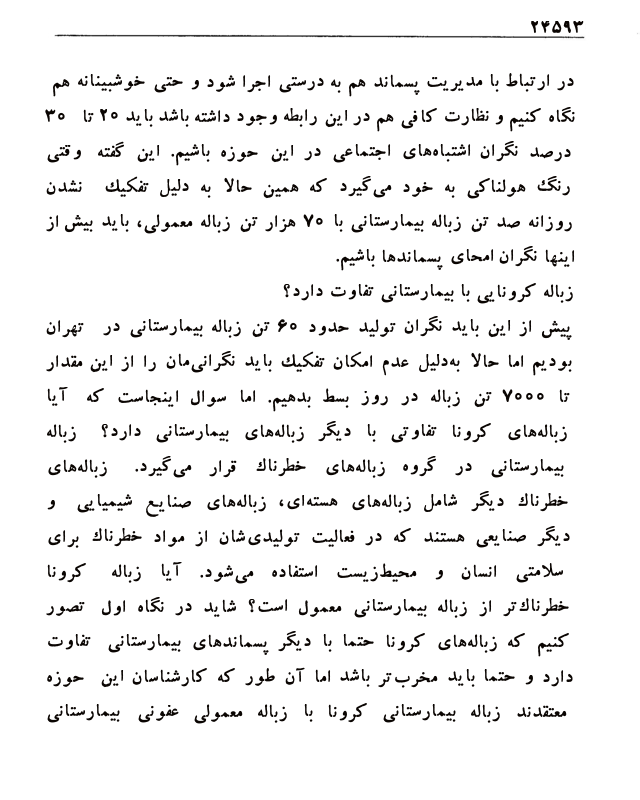 ۲۴۵۹۳
در ارتباط با مدیریت پسماند هم به درستی اجرا شود و حتی خوشبینانه هم
نگاه کنیم و نظارت کافی هم در این رابطه وجود داشته باشد باید ۲۰ تا ۳۰
درصد نگران اشتباه‌های اجتماعی در این حوزه باشیم. این گفته وقتی
رنگ هولناکی به خود می‌گیرد که همین حالا به دلیل تفکیک نشدن
روزانه صد تن زباله بیمارستانی با ۷۰ هزار تن زباله معمولی، باید بیش از
اینها نگران امحای پسماندها باشیم.
زباله کرونایی با بیمارستانی تفاوت دارد؟
پیش از این باید نگران تولید حدود ۶۰ تن زباله بیمارستانی در تهران
بودیم اما حالا به‌دلیل عدم امکان تفکیک باید نگرانی‌مان را از این مقدار
تا ۷۰۰۰ تن زباله در روز بسط بدهیم. اما سوال اینجاست که آیا
زباله‌های کرونا تفاوتی با دیگر زباله‌های بیمارستانی دارد؟ زباله
بیمارستانی در گروه زباله‌های خطرناک قرار می‌گیرد. زباله‌های
خطرناک دیگر شامل زباله‌های هسته‌ای، زباله‌های صنایع شیمیایی و
دیگر صنایعی هستند که در فعالیت تولیدی‌شان از مواد خطرناک برای
سلامتی انسان و محیط‌زیست استفاده می‌شود. آیا زباله کرونا
خطرناک‌تر از زباله بیمارستانی معمول است؟ شاید در نگاه اول تصور
کنیم که زباله‌های کرونا حتما با دیگر پسماندهای بیمارستانی تفاوت
دارد و حتما باید مخرب‌تر باشد اما آن طور که کارشناسان این حوزه
معتقدند زباله بیمارستانی کرونا با زباله معمولی عفونی بیمارستانی